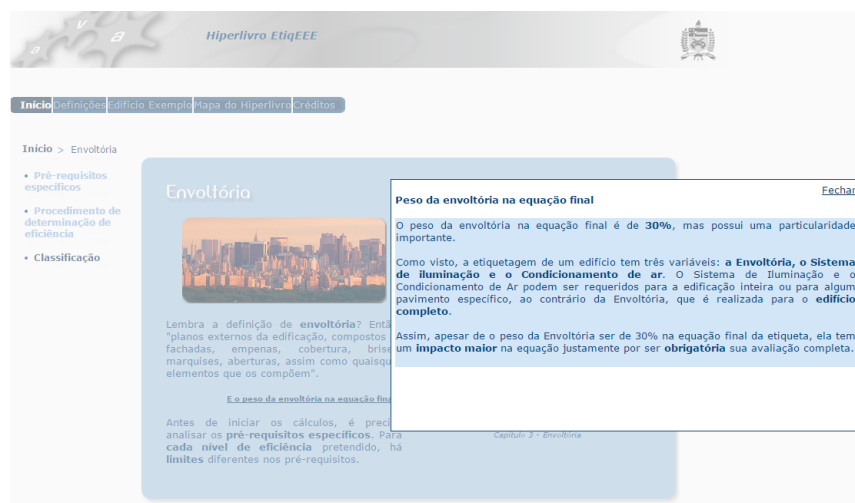 a
v
a
Hiperlivro EtiqEEE
Início Definições Edifício Exemplo Mapa do Hiperlivro Créditos
Início > Envoltória
• Pré-requisitos
específicos
• Procedimento de
determinação de
eficiência
• Classificação
Envoltória
Lembra a definição de envoltória? Entã
"planos externos da edificação, compostos
fachadas, empenas, cobertura, brise
marquises, aberturas, assim como quaisqu
elementos que os compõem".
E o peso da envoltória na equação fina
Antes de iniciar os cálculos, é preci
analisar os pré-requisitos específicos. Para
cada nível de eficiência pretendido, há
limites diferentes nos pré-requisitos.
Fechar
Peso da envoltória na equação final
O peso da envoltória na equação final é de 30%, mas possui uma particularidade
importante.
Como visto, a etiquetagem de um edifício tem três variáveis: a Envoltória, o Sistema
de iluminação e o Condicionamento de ar. O Sistema de Iluminação e o
Condicionamento de Ar podem ser requeridos para a edificação inteira ou para algum
pavimento específico, ao contrário da Envoltória, que é realizada para o edifício
completo.
Assim, apesar de o peso da Envoltória ser de 30% na equação final da etiqueta, ela tem
um impacto maior na equação justamente por ser obrigatória sua avaliação completa.
Capítulo 3 - Envoltória